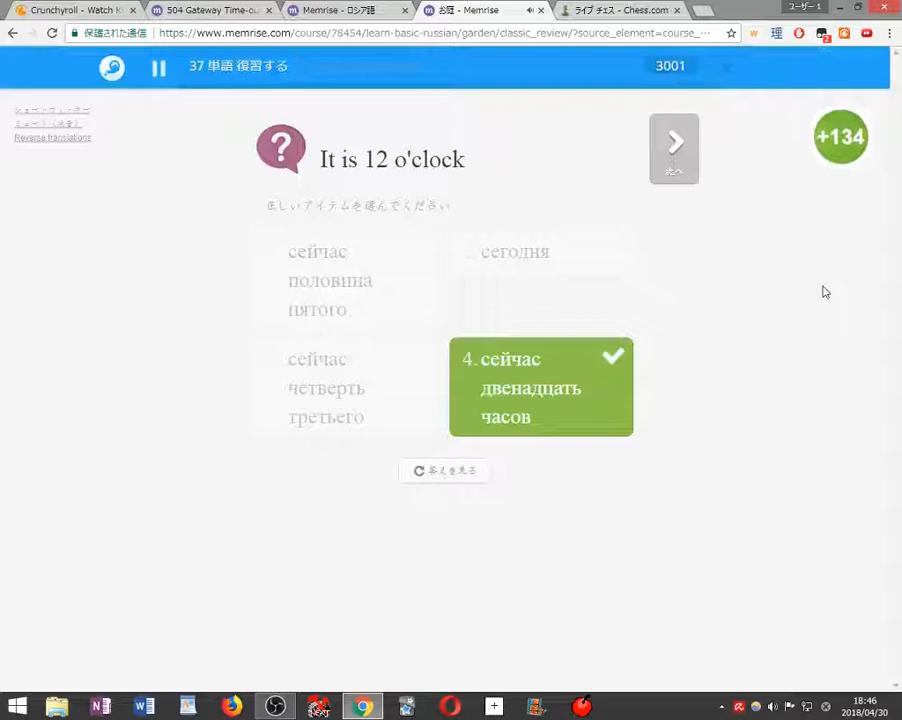 Crunchyroll - Watch K
504 Gateway Time-ou
Memrise - ロシア語
お庭 - Memrise
ライブ チェス - Chess.com
ユーザー 1
保護された通信
https://www.memrise.com/course/78454/learn-basic-russian/garden/classic_review/?source_element=course_…
37 単語 復習する
3001
Reverse translations
It is 12 o'clock
次へ
+134
正しいアイテムを選んでください
сейчас
половина
пятого
сегодня
сейчас
четверть
третьего
4. сейчас
двенадцать
часов
答えを見る
18:46
2018/04/30